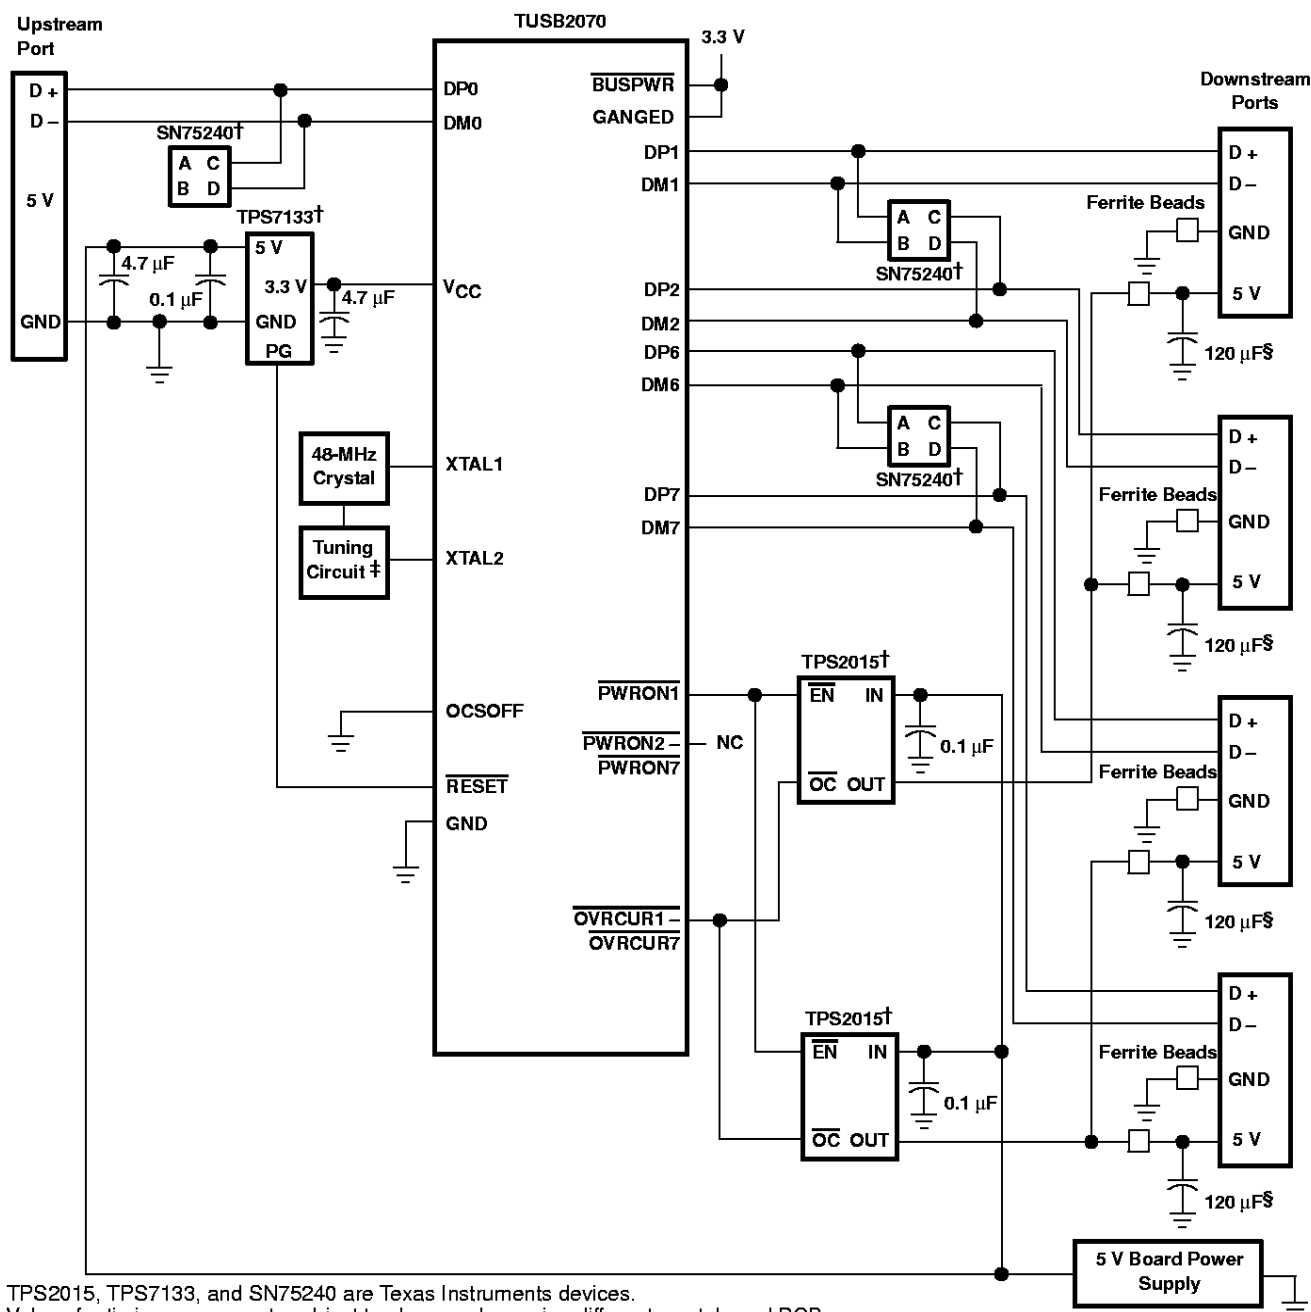 Upstream
Port
TUSB2070
3.3 V
Downstream
Ports
D +
D –
5 V
GND
SN75240†
A C
B D
TPS7133†
5 V
3.3 V
GND
PG
4.7 µF
0.1 µF
4.7 µF
DP0
DM0
VCC
48-MHz
Crystal
XTAL1
Tuning
Circuit ‡
XTAL2
OCSOFF
RESET
GND
BUSPWR
GANGED
DP1
DM1
DP2
DM2
DP6
DM6
DP7
DM7
PWRON1
PWRON2 –
PWRON7
NC
OVRCUR1 –
OVRCUR7
A C
B D
SN75240†
A C
B D
SN75240†
TPS2015†
EN IN
OC OUT
0.1 µF
TPS2015†
EN IN
OC OUT
0.1 µF
D +
D –
Ferrite Beads
GND
5 V
120 µF§
D +
D –
Ferrite Beads
GND
5 V
120 µF§
D +
D –
Ferrite Beads
GND
5 V
120 µF§
D +
D –
Ferrite Beads
GND
5 V
120 µF§
5 V Board Power
Supply
TPS2015, TPS7133, and SN75240 are Texas Instruments devices.